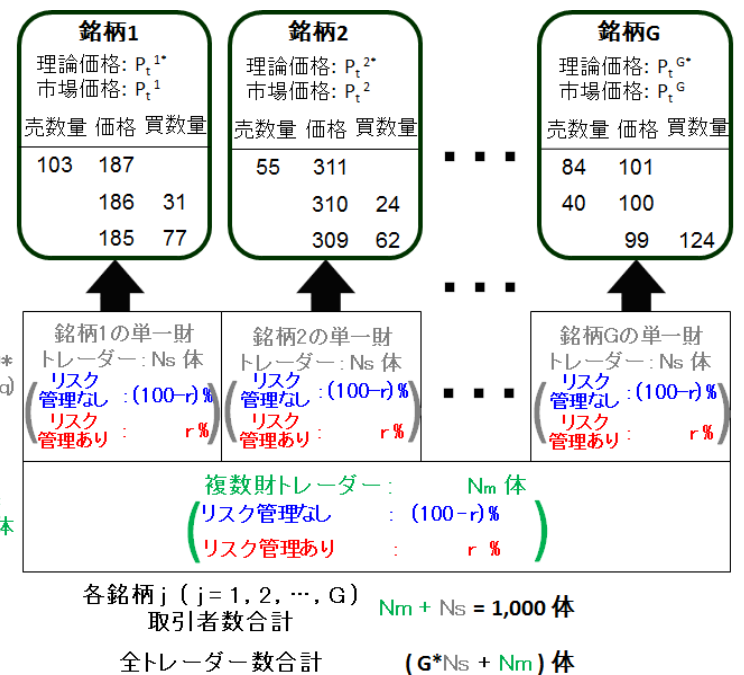 銘柄1
理論価格: Pt1*
市場価格: Pt1
売数量 価格 買数量
103 187
186 31
185 77
銘柄2
理論価格: Pt2*
市場価格: Pt2
売数量 価格 買数量
55 311
310 24
309 62
...
銘柄G
理論価格: PtG*
市場価格: PtG
売数量 価格 買数量
84 101
40 100
99 124
...
銘柄1の単一財
トレーダー: Ns 体
リスク
管理なし :(100-r)%
リスク
管理あり : r%
銘柄2の単一財
トレーダー: Ns 体
リスク
管理なし :(100-r)%
リスク
管理あり : r%
...
銘柄Gの単一財
トレーダー: Ns 体
リスク
管理なし :(100-r)%
リスク
管理あり : r%
*
体
複数財トレーダー: Nm 体
リスク管理なし : (100-r)%
リスク管理あり : r %
各銘柄 j ( j = 1, 2, …, G)
取引者数合計
Nm + Ns = 1,000 体
全トレーダー数合計 (G*Ns + Nm) 体